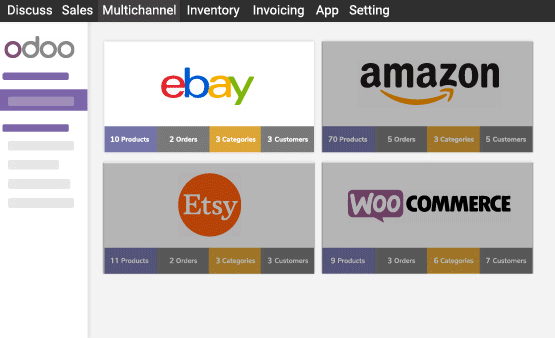 Discuss Sales Multichannel Inventory Invoicing App Setting
odoo
ebay
amazon
10 Products 2 Orders 3 Categories 3 Customers
70 Products 5 Orders 3 Categories 5 Customers
Etsy
WOO COMMERCE
11 Products 2 Orders 3 Categories 3 Customers
9 Products 3 Orders 6 Categories 7 Customers